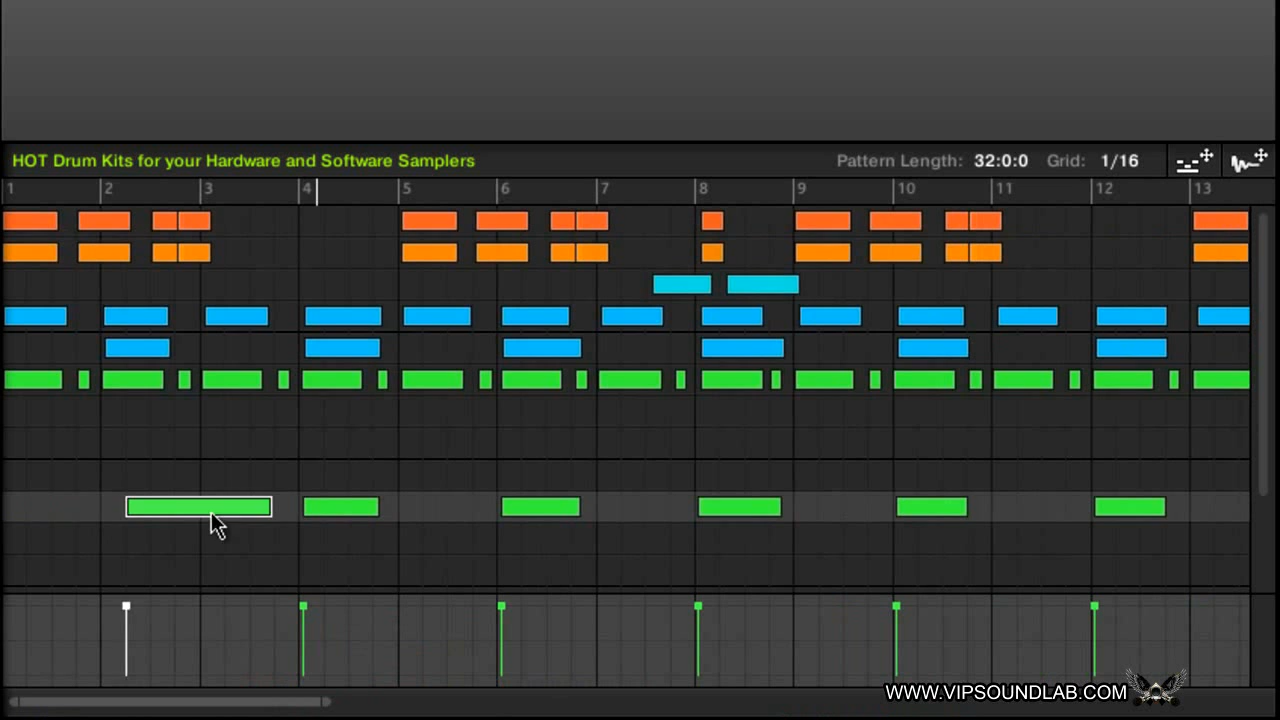 HOT Drum Kits for your Hardware and Software Samplers Pattern Length: 32:0:0 Grid: 1/16
1 2 3 4 5 6 7 8 9 10 11 12 13
WWW.VIPSOUNDLAB.COM